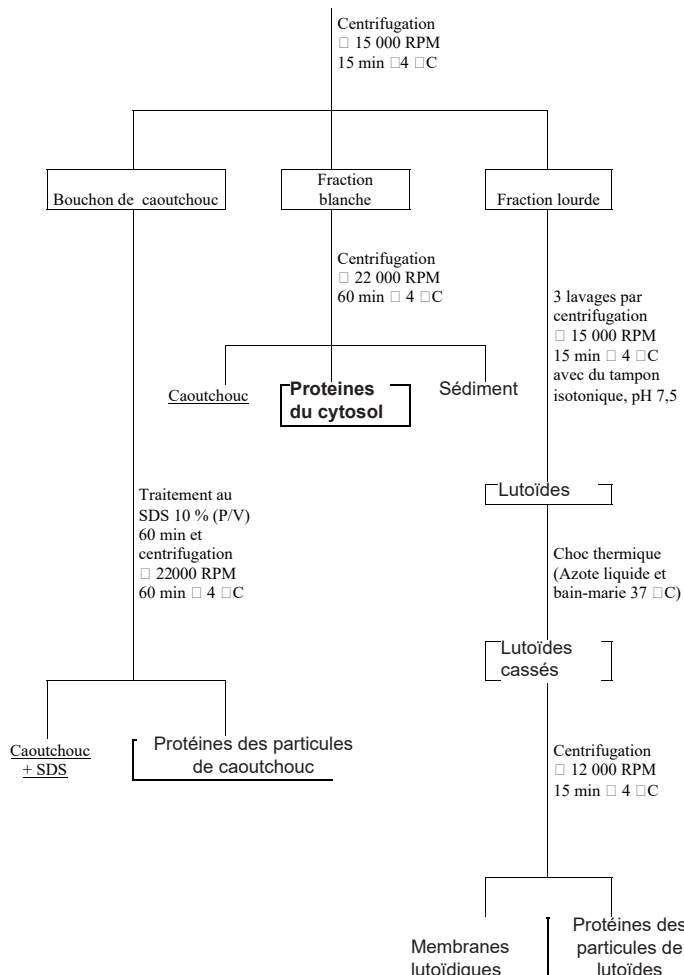 Centrifugation
□ 15 000 RPM
15 min □4 □C
Bouchon de caoutchouc
Fraction
blanche
Fraction lourde
Centrifugation
□ 22 000 RPM
60 min □ 4 □C
3 lavages par
centrifugation
□ 15 000 RPM
15 min □ 4 □C
avec du tampon
isotonique, pH 7,5
Caoutchouc
Proteines
du cytosol
Sédiment
Traitement au
SDS 10 % (P/V)
60 min et
centrifugation
□ 22000 RPM
60 min □ 4 □C
Lutoïdes
Choc thermique
(Azote liquide et
bain-marie 37 □C)
Lutoïdes
cassés
Caoutchouc
+ SDS
Protéines des particules
de caoutchouc
Centrifugation
□ 12 000 RPM
15 min □ 4 □C
Membranes
lutoïdiques
Protéines des
particules de
lutoïdes